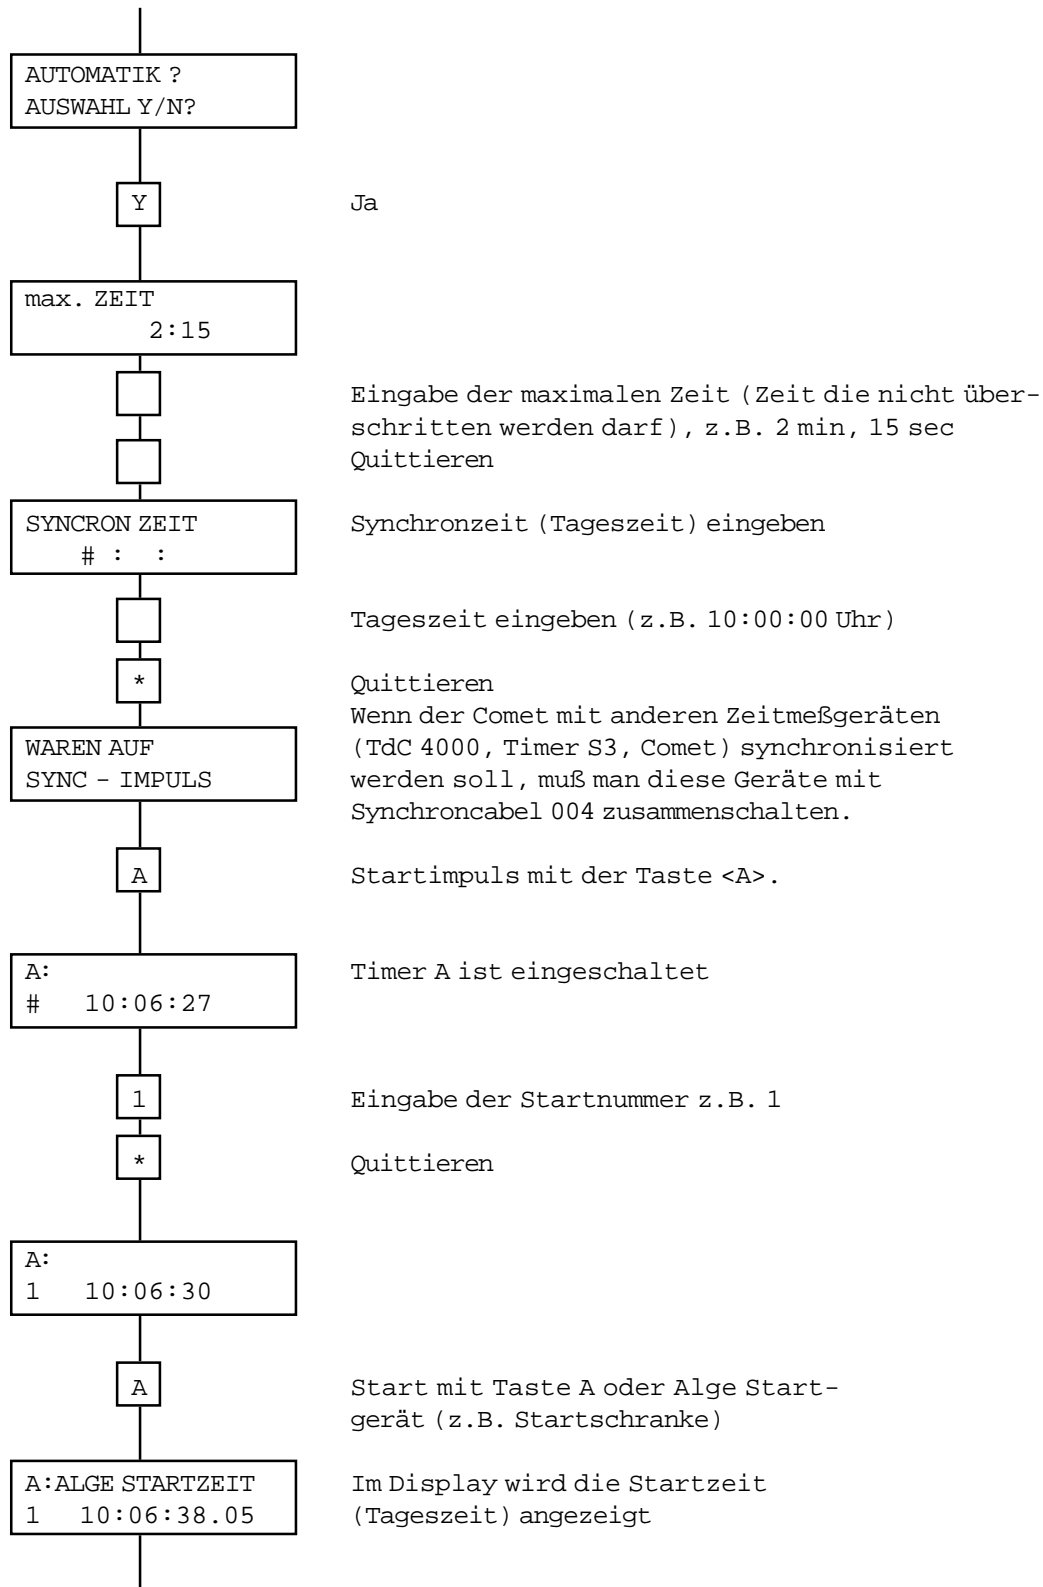 AUTOMATIK ?
AUSWAHL Y/N?
Y
Ja
max. ZEIT
2:15
Eingabe der maximalen Zeit (Zeit die nicht über-
schritten werden darf), z.B. 2 min, 15 sec
Quittieren
SYNCRON ZEIT
# : :
Synchronzeit (Tageszeit) eingeben
Tageszeit eingeben (z.B. 10:00:00 Uhr)
*
Quittieren
Wenn der Comet mit anderen Zeitmeßgeräten
(TdC 4000, Timer S3, Comet) synchronisiert
werden soll, muß man diese Geräte mit
Synchroncabel 004 zusammenschalten.
WAREN AUF
SYNC - IMPULS
A
Startimpuls mit der Taste <A>.
A:
# 10:06:27
Timer A ist eingeschaltet
1
Eingabe der Startnummer z.B. 1
*
Quittieren
A:
1 10:06:30
A
Start mit Taste A oder Alge Start-
gerät (z.B. Startschranke)
A:ALGE STARTZEIT
1 10:06:38.05
Im Display wird die Startzeit
(Tageszeit) angezeigt